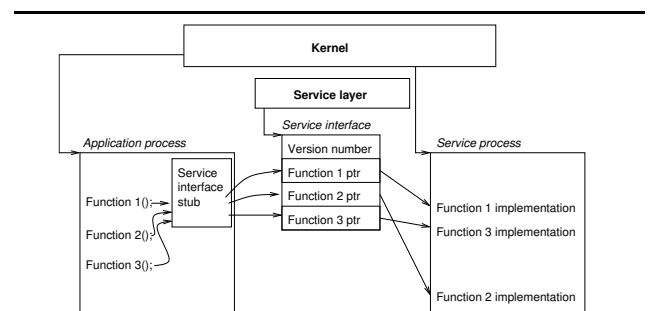 Kernel
Service layer
Application process
Service interface
Service process
Version number
Service
interface
stub
Function 1 ptr
Function 2 ptr
Function 3 ptr
Function 1();
Function 2();
Function 3();
Function 1 implementation
Function 3 implementation
Function 2 implementation